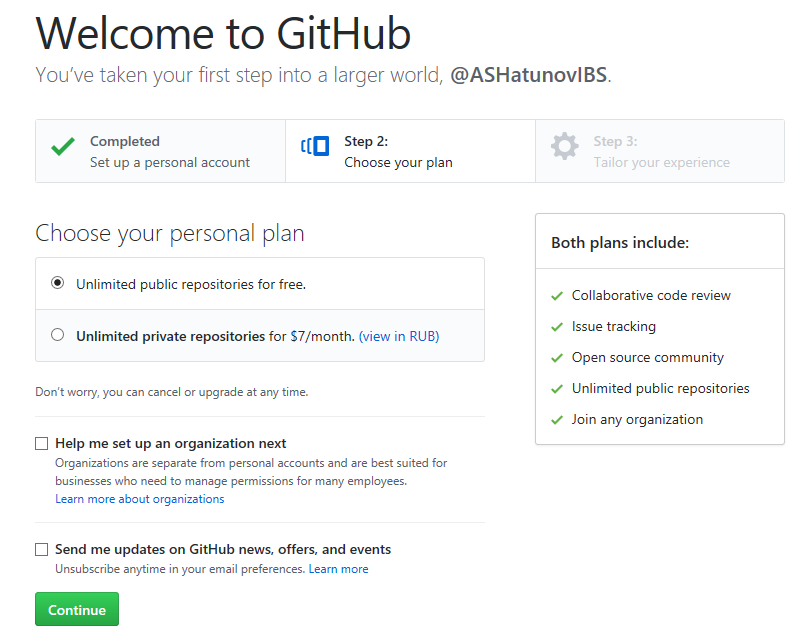 Welcome to GitHub
You’ve taken your first step into a larger world, @ASHatunovIBS.
Completed
Set up a personal account
Step 2:
Choose your plan
Step 3:
Tailor your experience
Choose your personal plan
Unlimited public repositories for free.
Unlimited private repositories for $7/month. (view in RUB)
Don’t worry, you can cancel or upgrade at any time.
Help me set up an organization next
Organizations are separate from personal accounts and are best suited for
businesses who need to manage permissions for many employees.
Learn more about organizations
Send me updates on GitHub news, offers, and events
Unsubscribe anytime in your email preferences. Learn more
Continue
Both plans include:
Collaborative code review
Issue tracking
Open source community
Unlimited public repositories
Join any organization